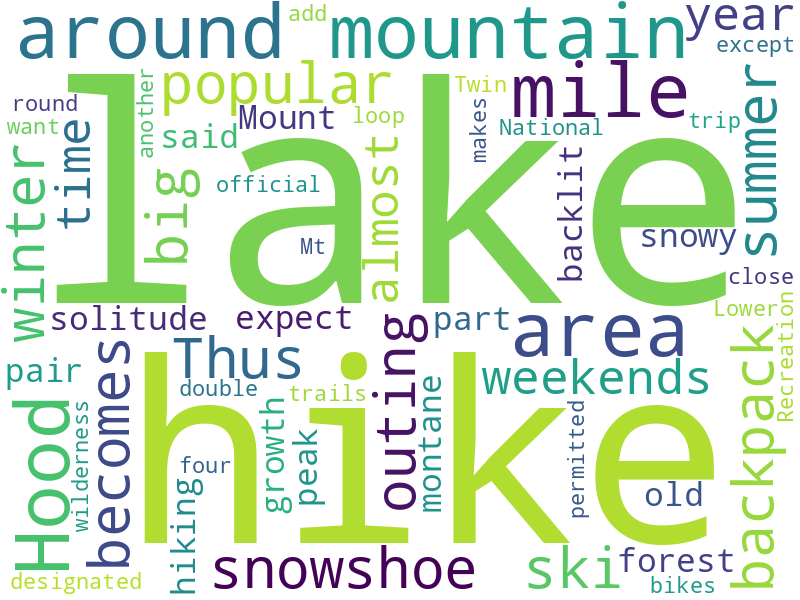 add
year
around
mountain
except
popular
mile
Twin
round
another
want
said
Mount
loop
makes
National
trip
time
summer
winter
big
lake
official
almost
backlit
Mt
snowy
close
solitude
expect
outing
part
area
Lower
Recreation
Thus
pair
becomes
weekends
backpack
double
trails
Hood
wilderness
hike
growth
peak
montane
permitted
four
old
hiking
designated
snowshoe
ski
forest
bikes